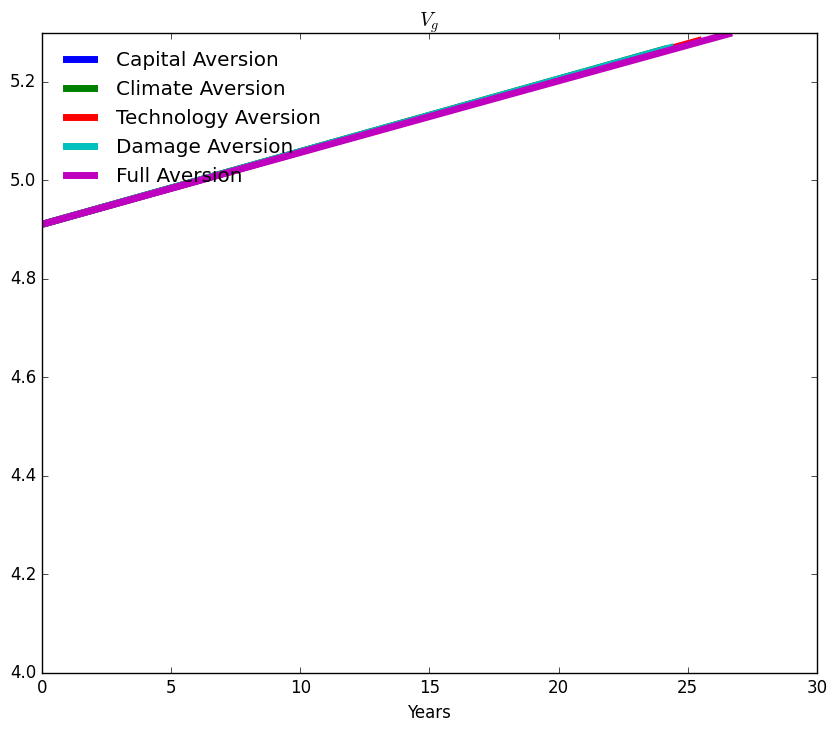 V_g
Capital Aversion
Climate Aversion
Technology Aversion
Damage Aversion
Full Aversion
5.2
5.0
4.8
4.6
4.4
4.2
4.0
0 5 10 15 20 25 30
Years